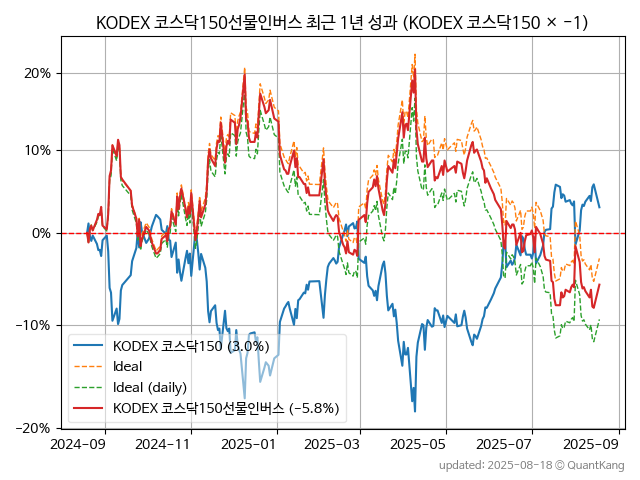 KODEX 코스닥150선물인버스 최근 1년 성과 (KODEX 코스닥150 × −1)
20%
10%
0%
−10%
−20%
KODEX 코스닥150 (3.0%)
Ideal
Ideal (daily)
KODEX 코스닥150선물인버스 (−5.8%)
2024-09 2024-11 2025-01 2025-03 2025-05 2025-07 2025-09
updated: 2025-08-18 © QuantKang